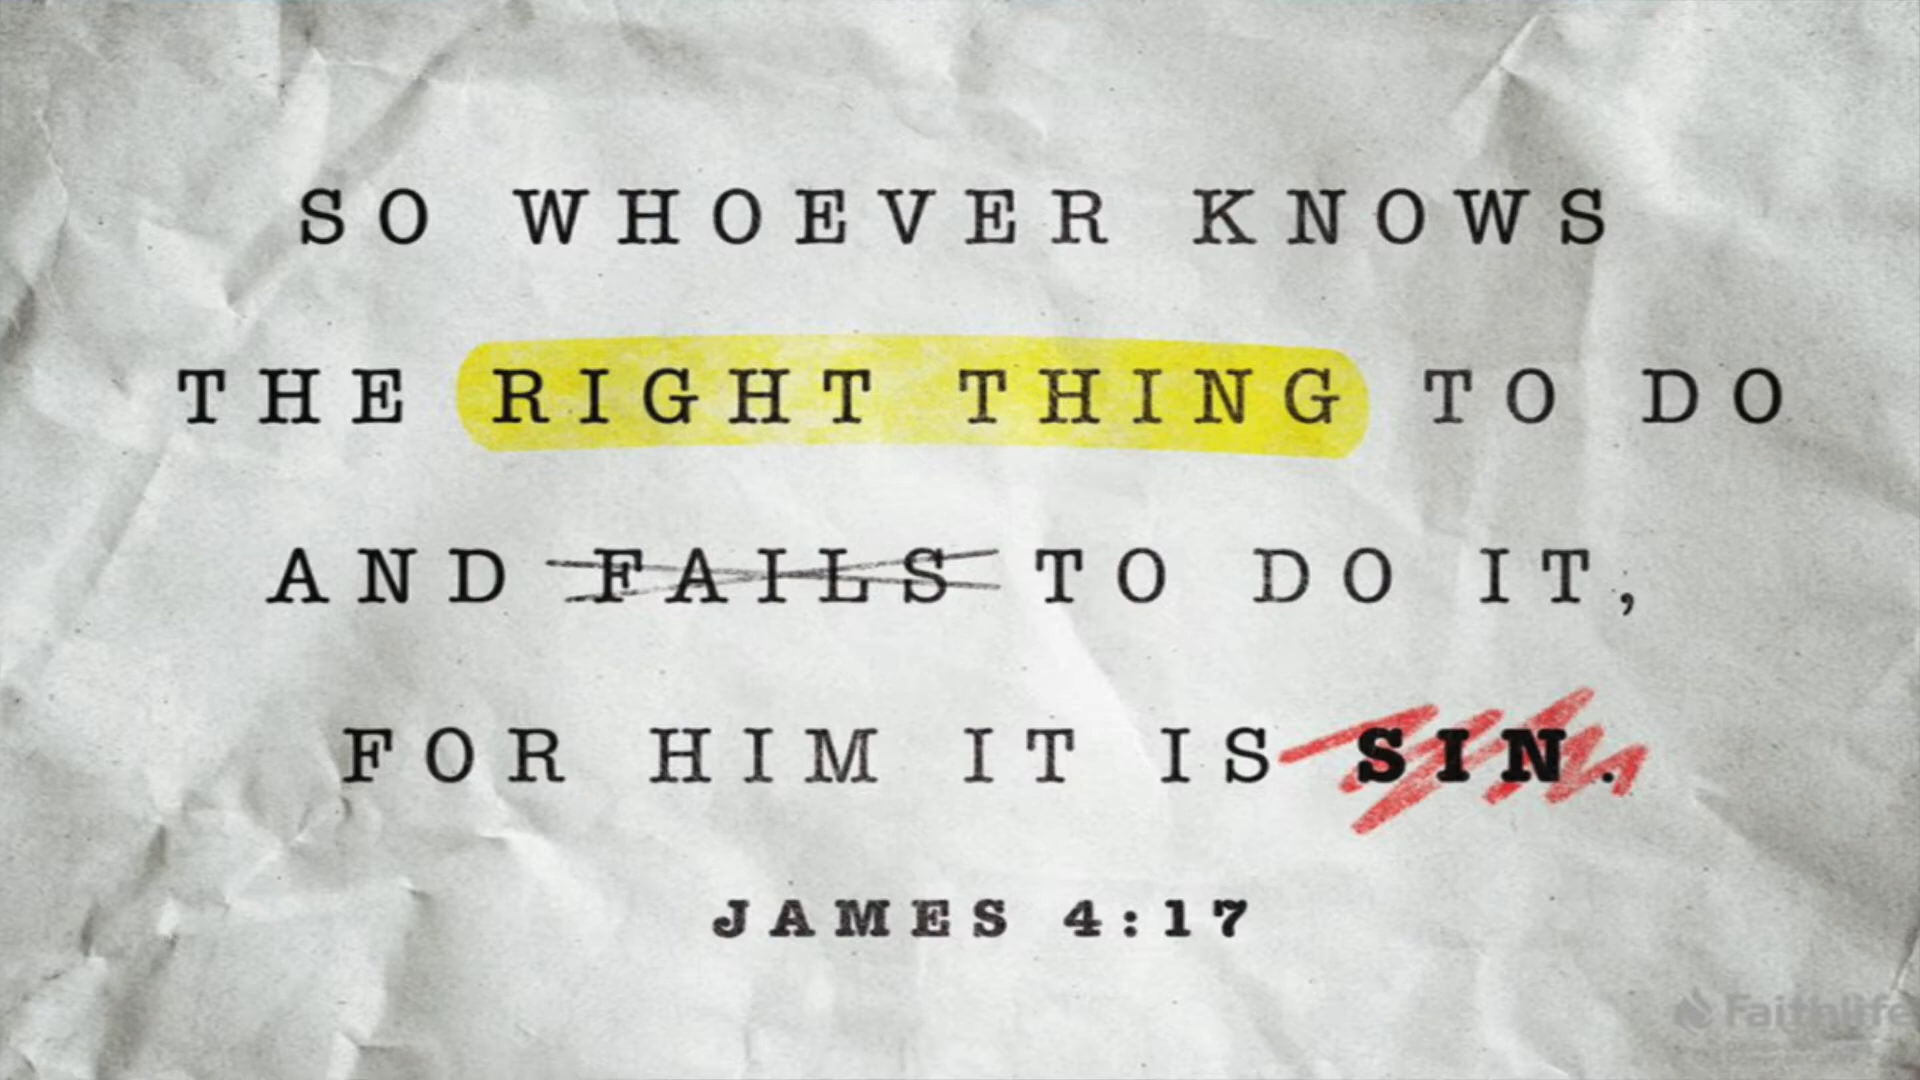 SO WHOEVER KNOWS
THE RIGHT THING TO DO
AND FAILS TO DO IT,
FOR HIM IT IS SIN.
JAMES 4:17
Faithlife